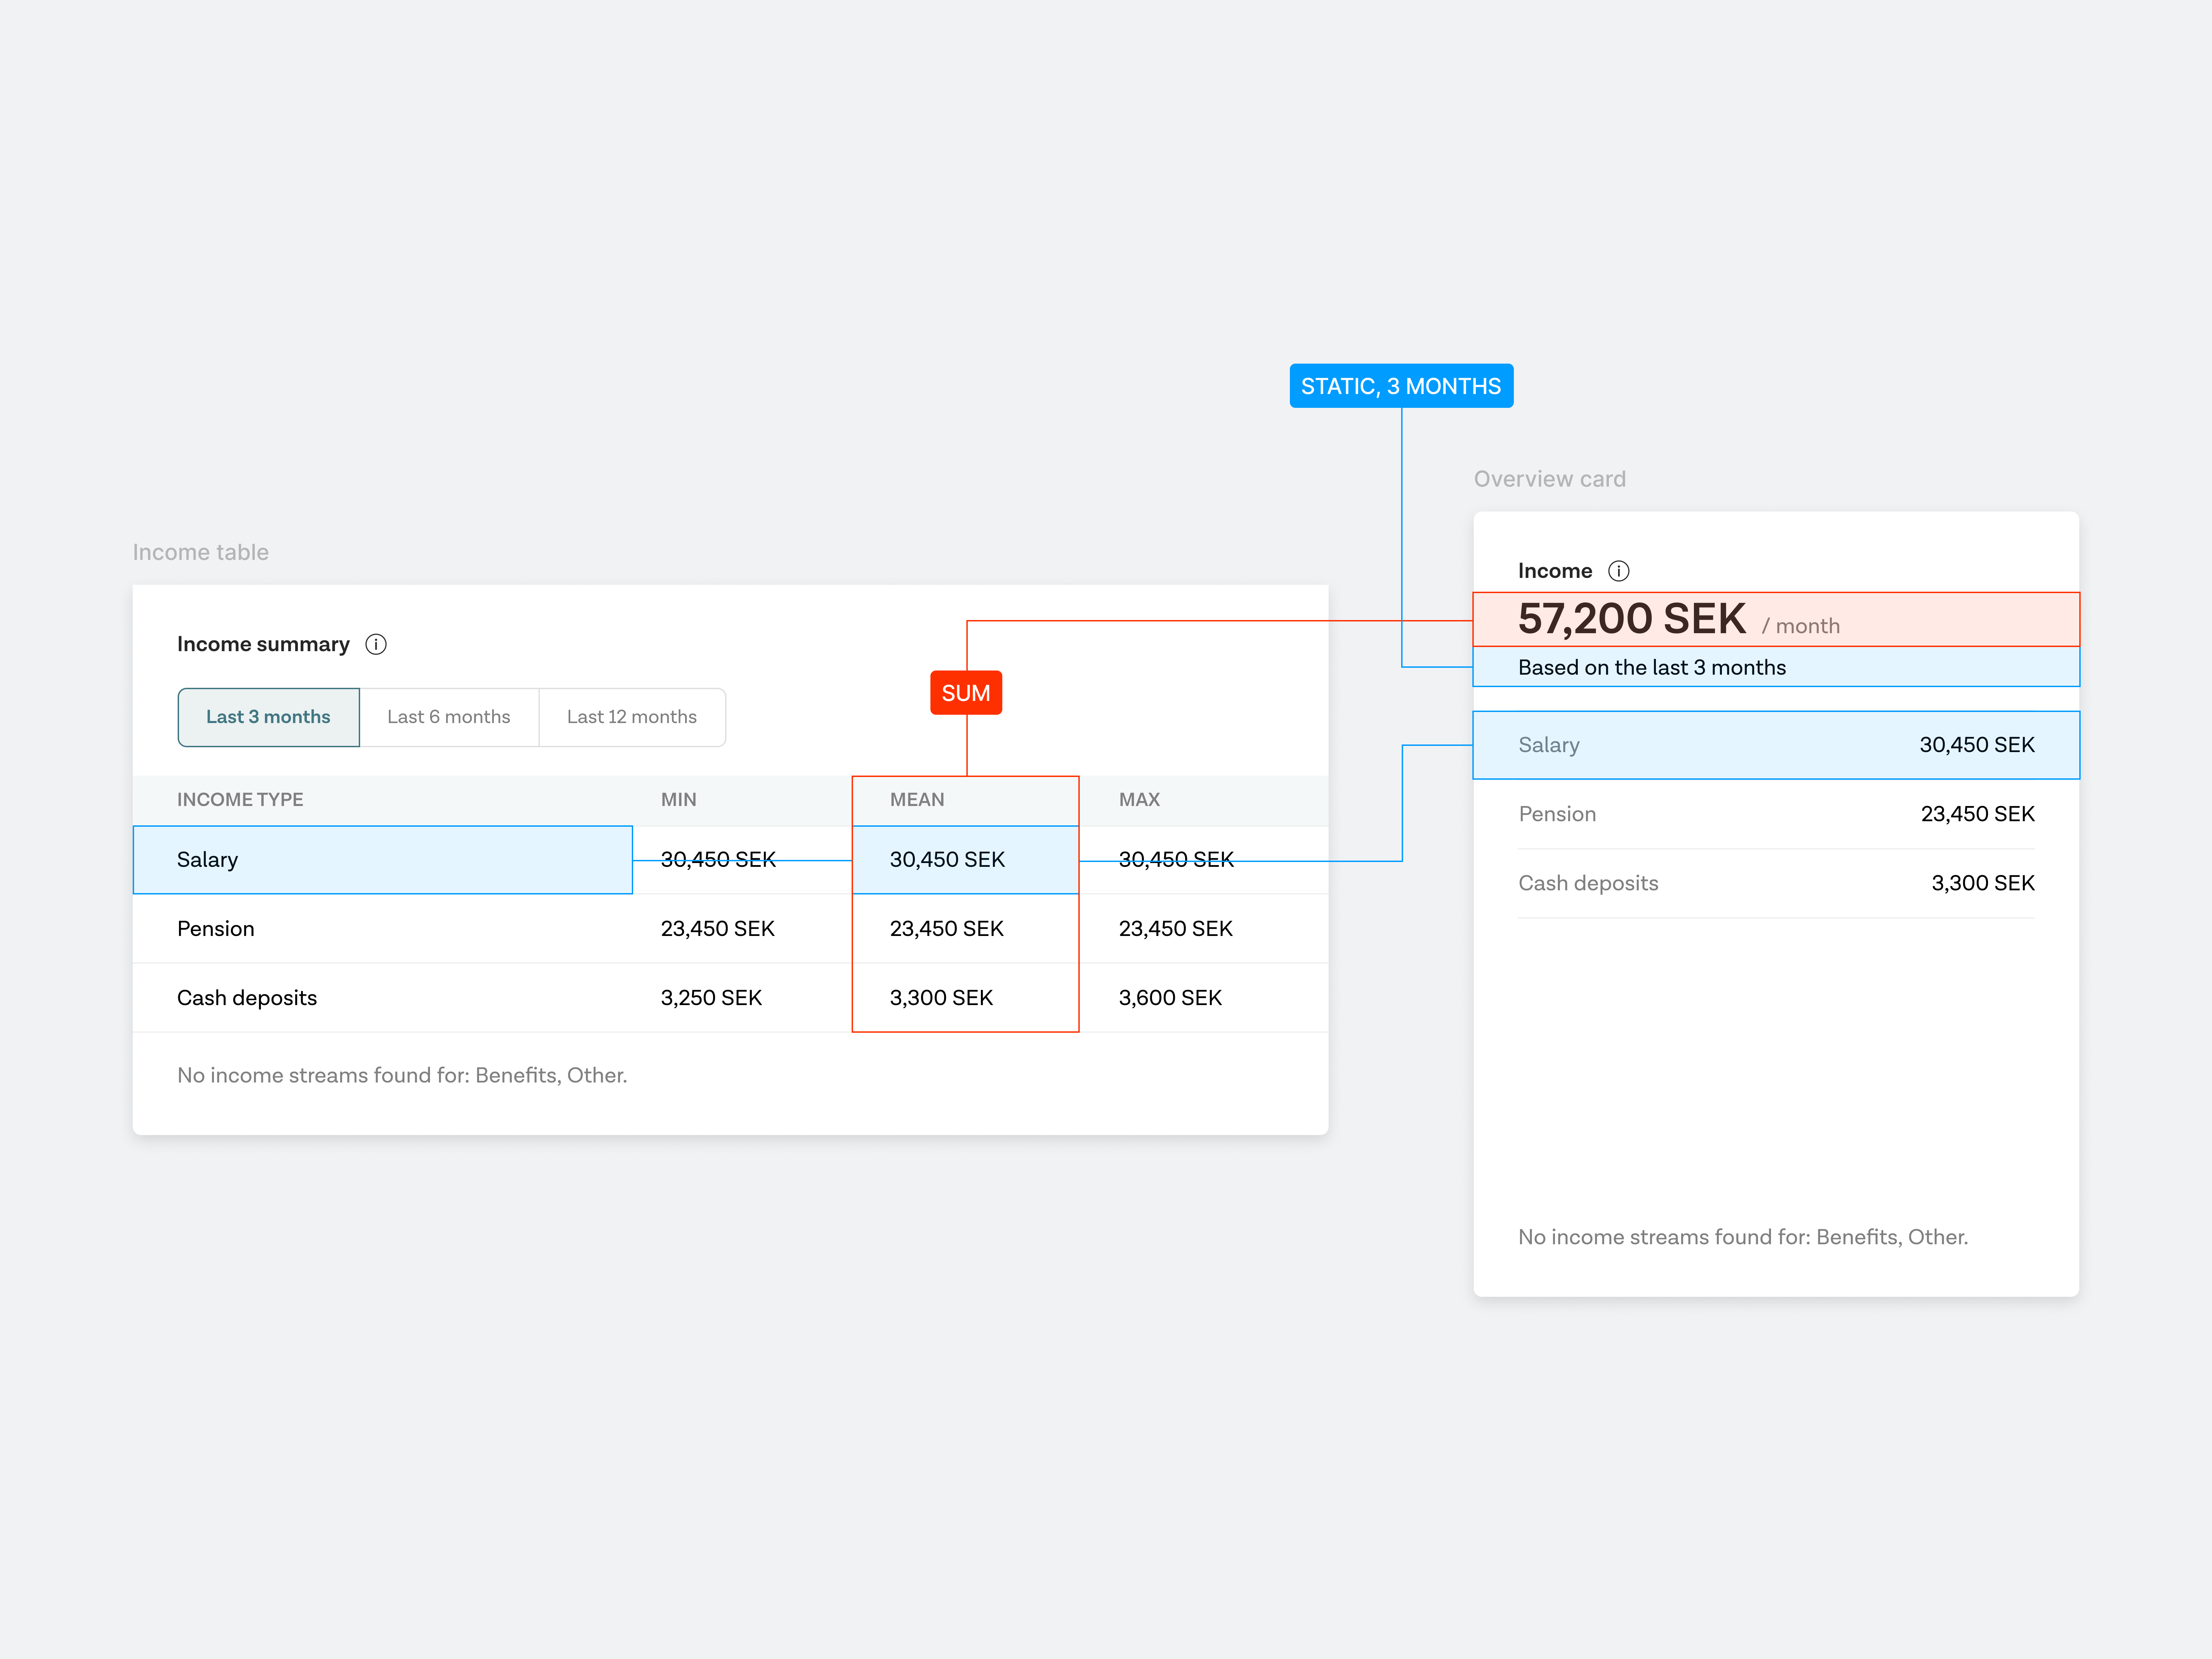 STATIC, 3 MONTHS
Income table
Income summary
Last 3 months Last 6 months Last 12 months
SUM
INCOME TYPE MIN MEAN MAX
Salary 30,450 SEK 30,450 SEK 30,450 SEK
Pension 23,450 SEK 23,450 SEK 23,450 SEK
Cash deposits 3,250 SEK 3,300 SEK 3,600 SEK
No income streams found for: Benefits, Other.
Overview card
Income
57,200 SEK / month
Based on the last 3 months
Salary 30,450 SEK
Pension 23,450 SEK
Cash deposits 3,300 SEK
No income streams found for: Benefits, Other.